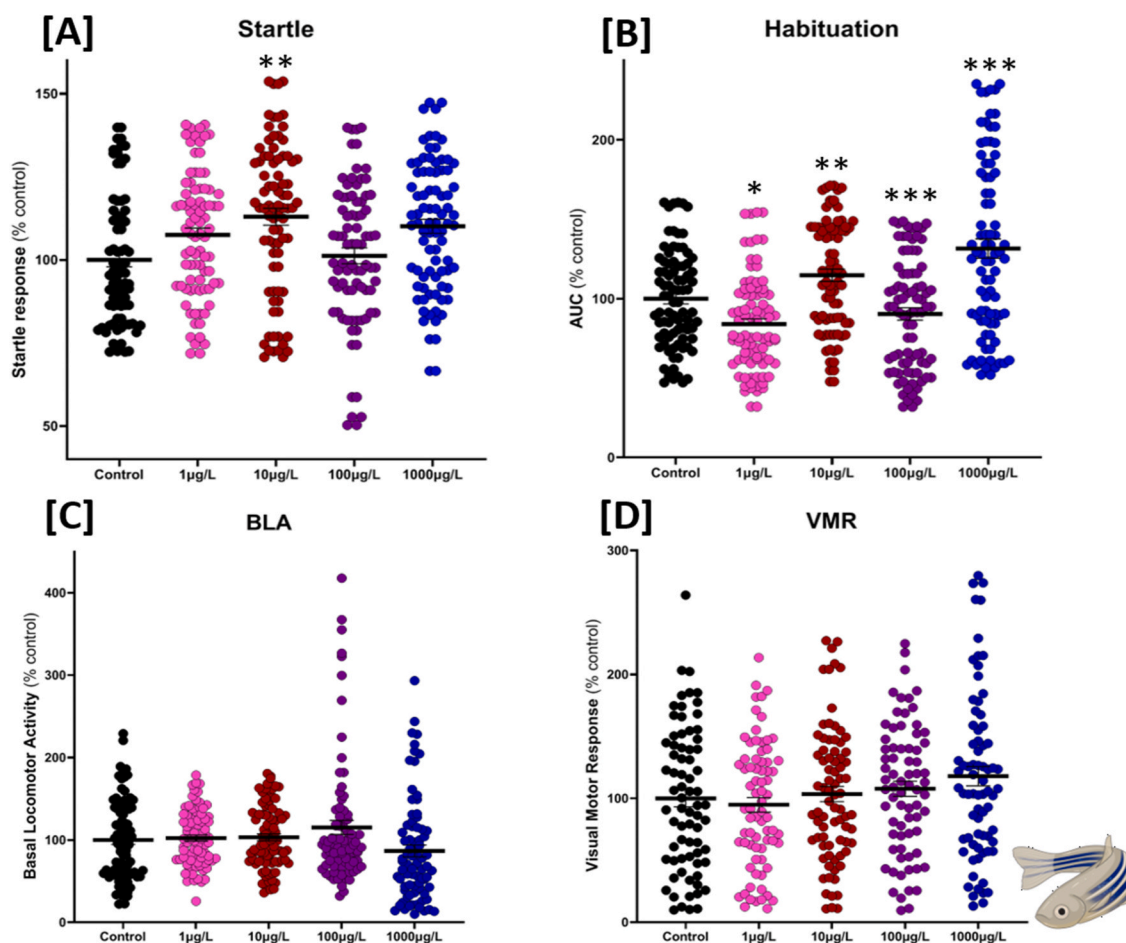 [A]
Startle
**
Startle response (% control)
150
100
50
Control 1µg/L 10µg/L 100µg/L 1000µg/L
[B]
Habituation
* ** *** ***
AUC (% control)
200
100
0
Control 1µg/L 10µg/L 100µg/L 1000µg/L
[C]
BLA
Basal Locomotor Activity (% control)
400
300
200
100
0
Control 1µg/L 10µg/L 100µg/L 1000µg/L
[D]
VMR
Visual Motor Response (% control)
300
200
100
0
Control 1µg/L 10µg/L 100µg/L 1000µg/L